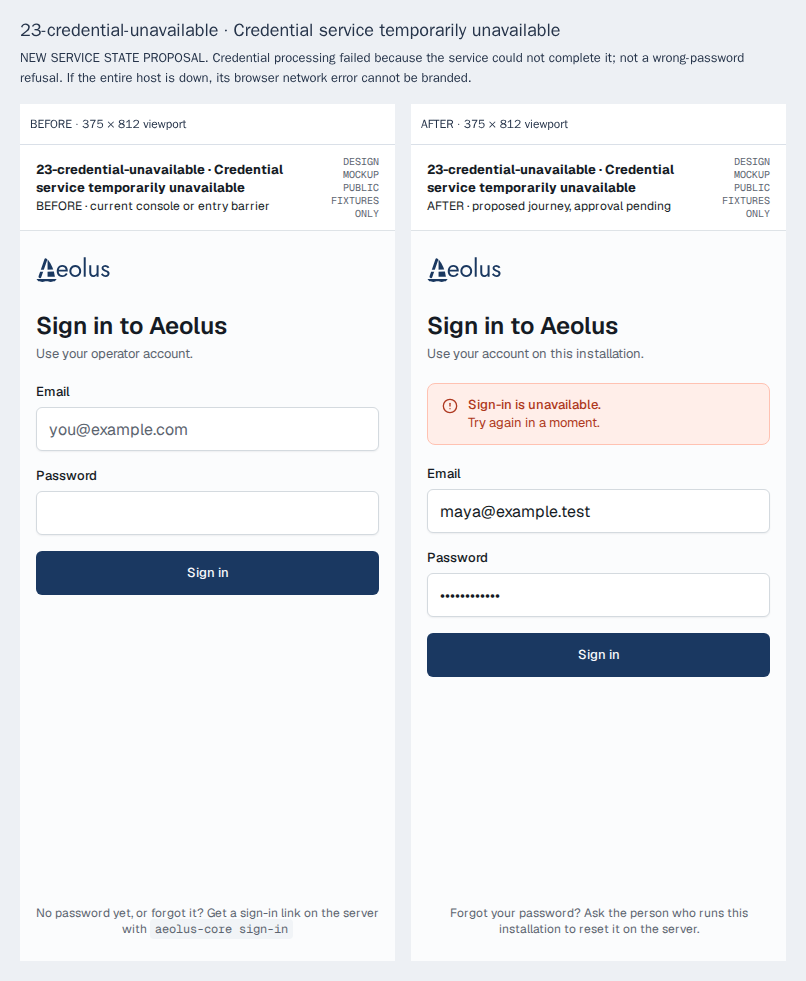 23-credential-unavailable · Credential service temporarily unavailable
NEW SERVICE STATE PROPOSAL. Credential processing failed because the service could not complete it; not a wrong-password
refusal. If the entire host is down, its browser network error cannot be branded.
BEFORE · 375 × 812 viewport
23-credential-unavailable · Credential
service temporarily unavailable
BEFORE · current console or entry barrier
DESIGN
MOCKUP
PUBLIC
FIXTURES
ONLY
Aeolus
Sign in to Aeolus
Use your operator account.
Email
you@example.com
Password
Sign in
No password yet, or forgot it? Get a sign-in link on the server
with aeolus-core sign-in
AFTER · 375 × 812 viewport
23-credential-unavailable · Credential
service temporarily unavailable
AFTER · proposed journey, approval pending
DESIGN
MOCKUP
PUBLIC
FIXTURES
ONLY
Aeolus
Sign in to Aeolus
Use your account on this installation.
Sign-in is unavailable.
Try again in a moment.
Email
maya@example.test
Password
••••••••••••
Sign in
Forgot your password? Ask the person who runs this
installation to reset it on the server.